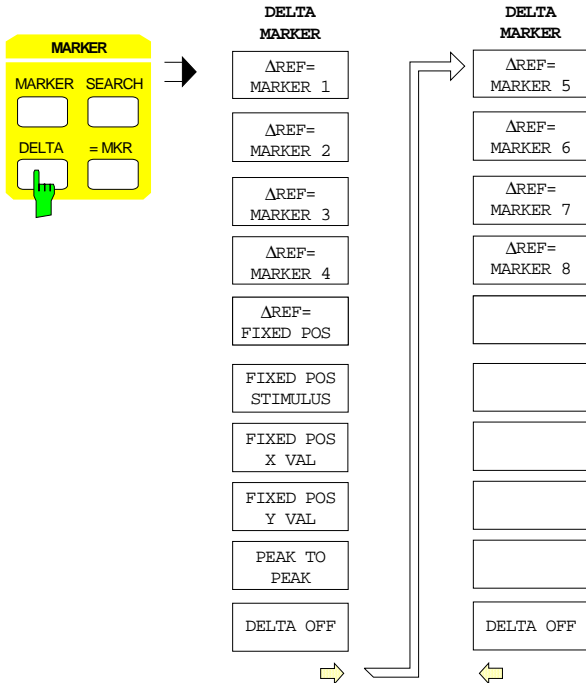 MARKER
MARKER SEARCH
DELTA = MKR
DELTA
MARKER
ΔREF=
MARKER 1
ΔREF=
MARKER 2
ΔREF=
MARKER 3
ΔREF=
MARKER 4
ΔREF=
FIXED POS
FIXED POS
STIMULUS
FIXED POS
X VAL
FIXED POS
Y VAL
PEAK TO
PEAK
DELTA OFF
DELTA
MARKER
ΔREF=
MARKER 5
ΔREF=
MARKER 6
ΔREF=
MARKER 7
ΔREF=
MARKER 8
DELTA OFF